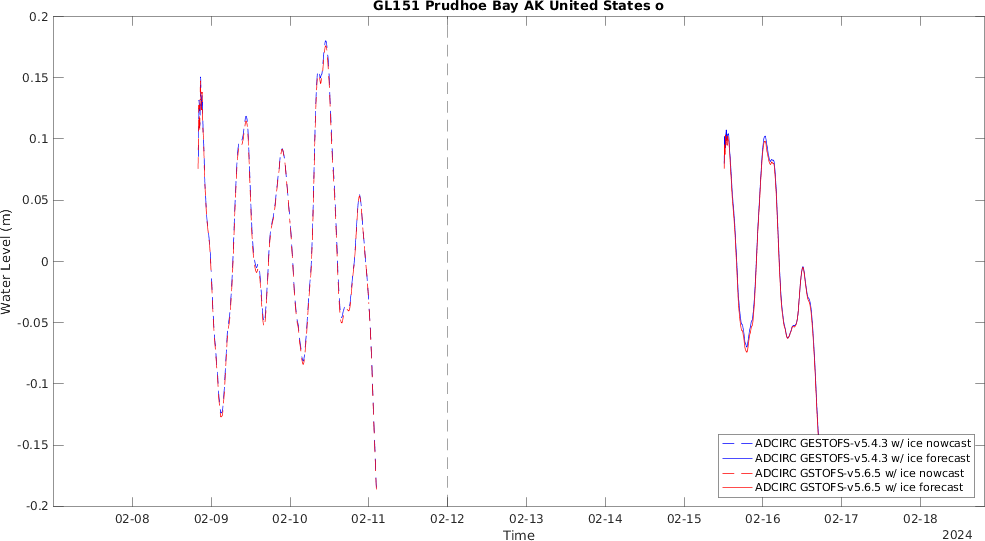 GL151 Prudhoe Bay AK United States o
0.2
0.15
0.1
0.05
0
-0.05
-0.1
-0.15
-0.2
Water Level (m)
02-08 02-09 02-10 02-11 02-12 02-13 02-14 02-15 02-16 02-17 02-18
Time
2024
ADCIRC GESTOFS-v5.4.3 w/ ice nowcast
ADCIRC GESTOFS-v5.4.3 w/ ice forecast
ADCIRC GSTOFS-v5.6.5 w/ ice nowcast
ADCIRC GSTOFS-v5.6.5 w/ ice forecast